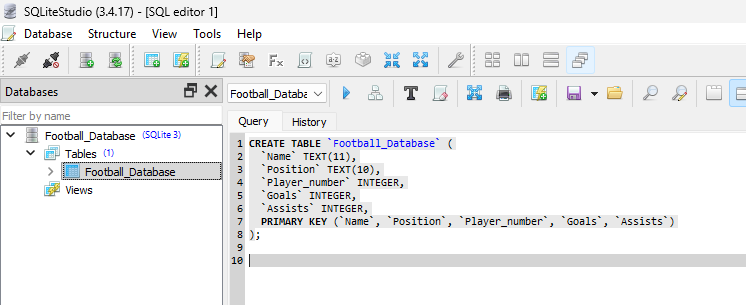 SQLiteStudio (3.4.17) - [SQL editor 1]
Database Structure View Tools Help
Databases
Football_Databa
Filter by name
Query History
Football_Database (SQLite 3)
Tables (1)
Football_Database
Views
1 CREATE TABLE `Football_Database` (
2 `Name` TEXT(11),
3 `Position` TEXT(10),
4 `Player_number` INTEGER,
5 `Goals` INTEGER,
6 `Assists` INTEGER,
7 PRIMARY KEY (`Name`, `Position`, `Player_number`, `Goals`, `Assists`)
8 );
9
10